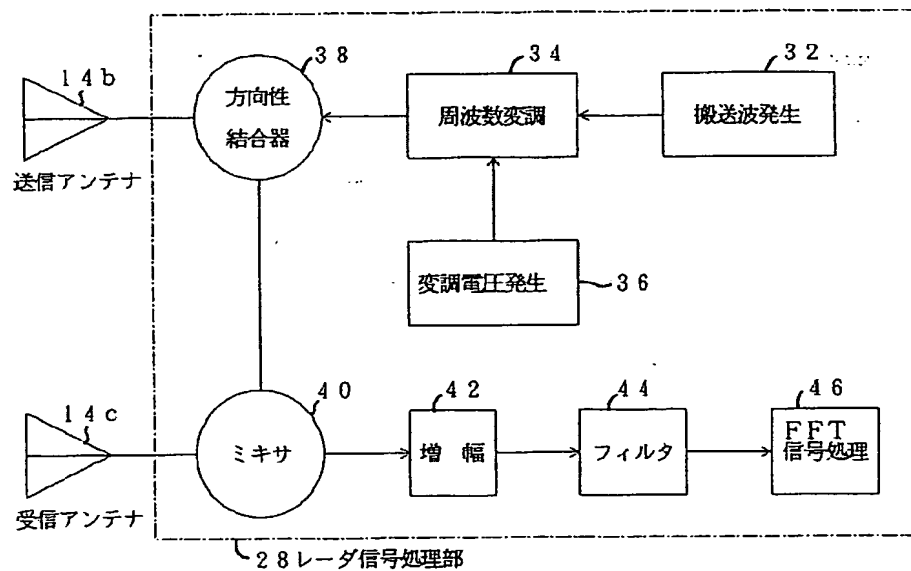 38
34
32
14b
方向性
結合器
周波数変調
搬送波発生
送信アンテナ
変調電圧発生
36
14c
40
42
44
46
ミキサ
増 幅
フィルタ
FFT
信号処理
受信アンテナ
28レーダ信号処理部